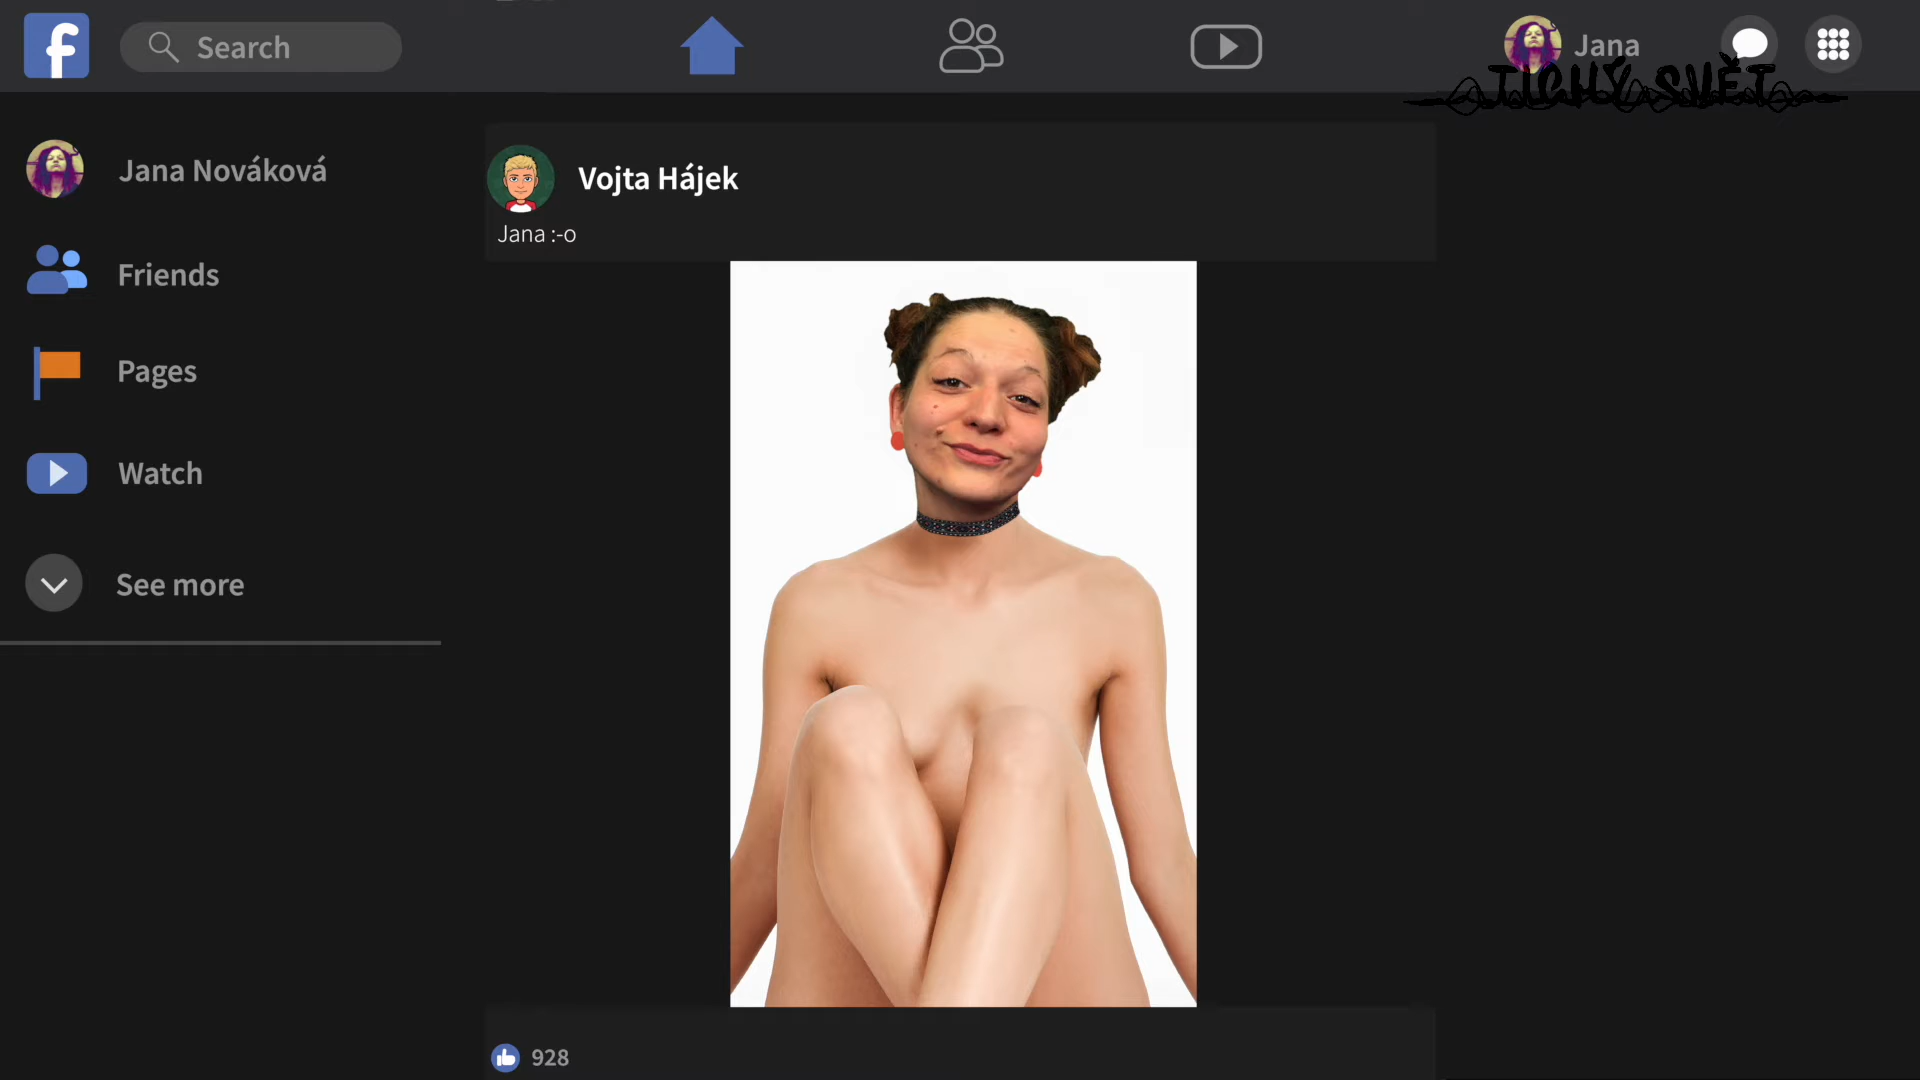 f
Search
Jana
TICHÝ SVĚT
Jana Nováková
Friends
Pages
Watch
See more
Vojta Hájek
Jana :-o
928